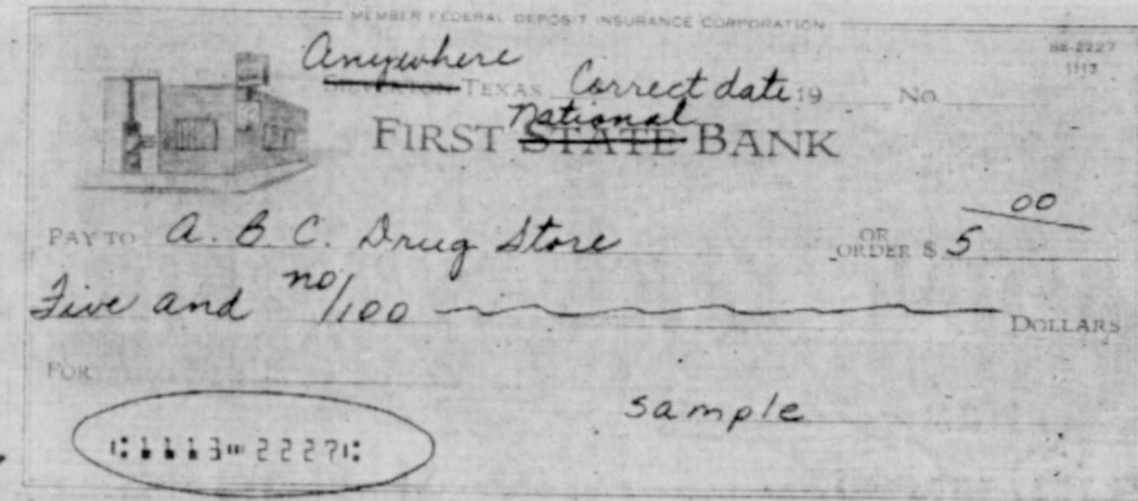 MEMBER FEDERAL DEPOSIT INSURANCE CORPORATION
88-2227
1113
Anywhere
SILVERTON TEXAS Correct date 19 No.
National
FIRST STATE BANK
PAY TO A. B. C. Drug Store OR ORDER $ 5 00
Five and no/100 DOLLARS
FOR
sample
⑆1113⑉2227⑆